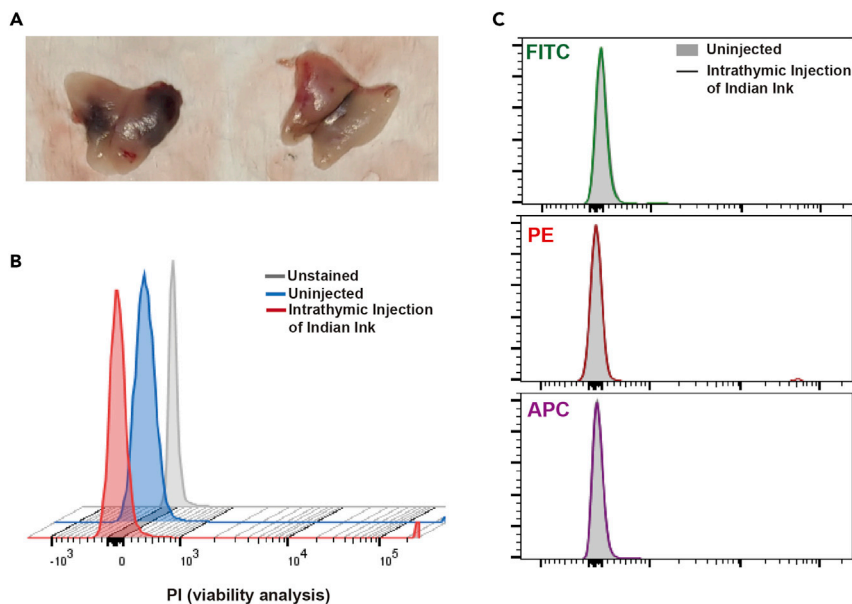 A
B
Unstained
Uninjected
Intrathymic Injection
of Indian Ink
-10³
0
10³
10⁴
10⁵
PI (viability analysis)
C
FITC
Uninjected
Intrathymic Injection
of Indian Ink
PE
APC